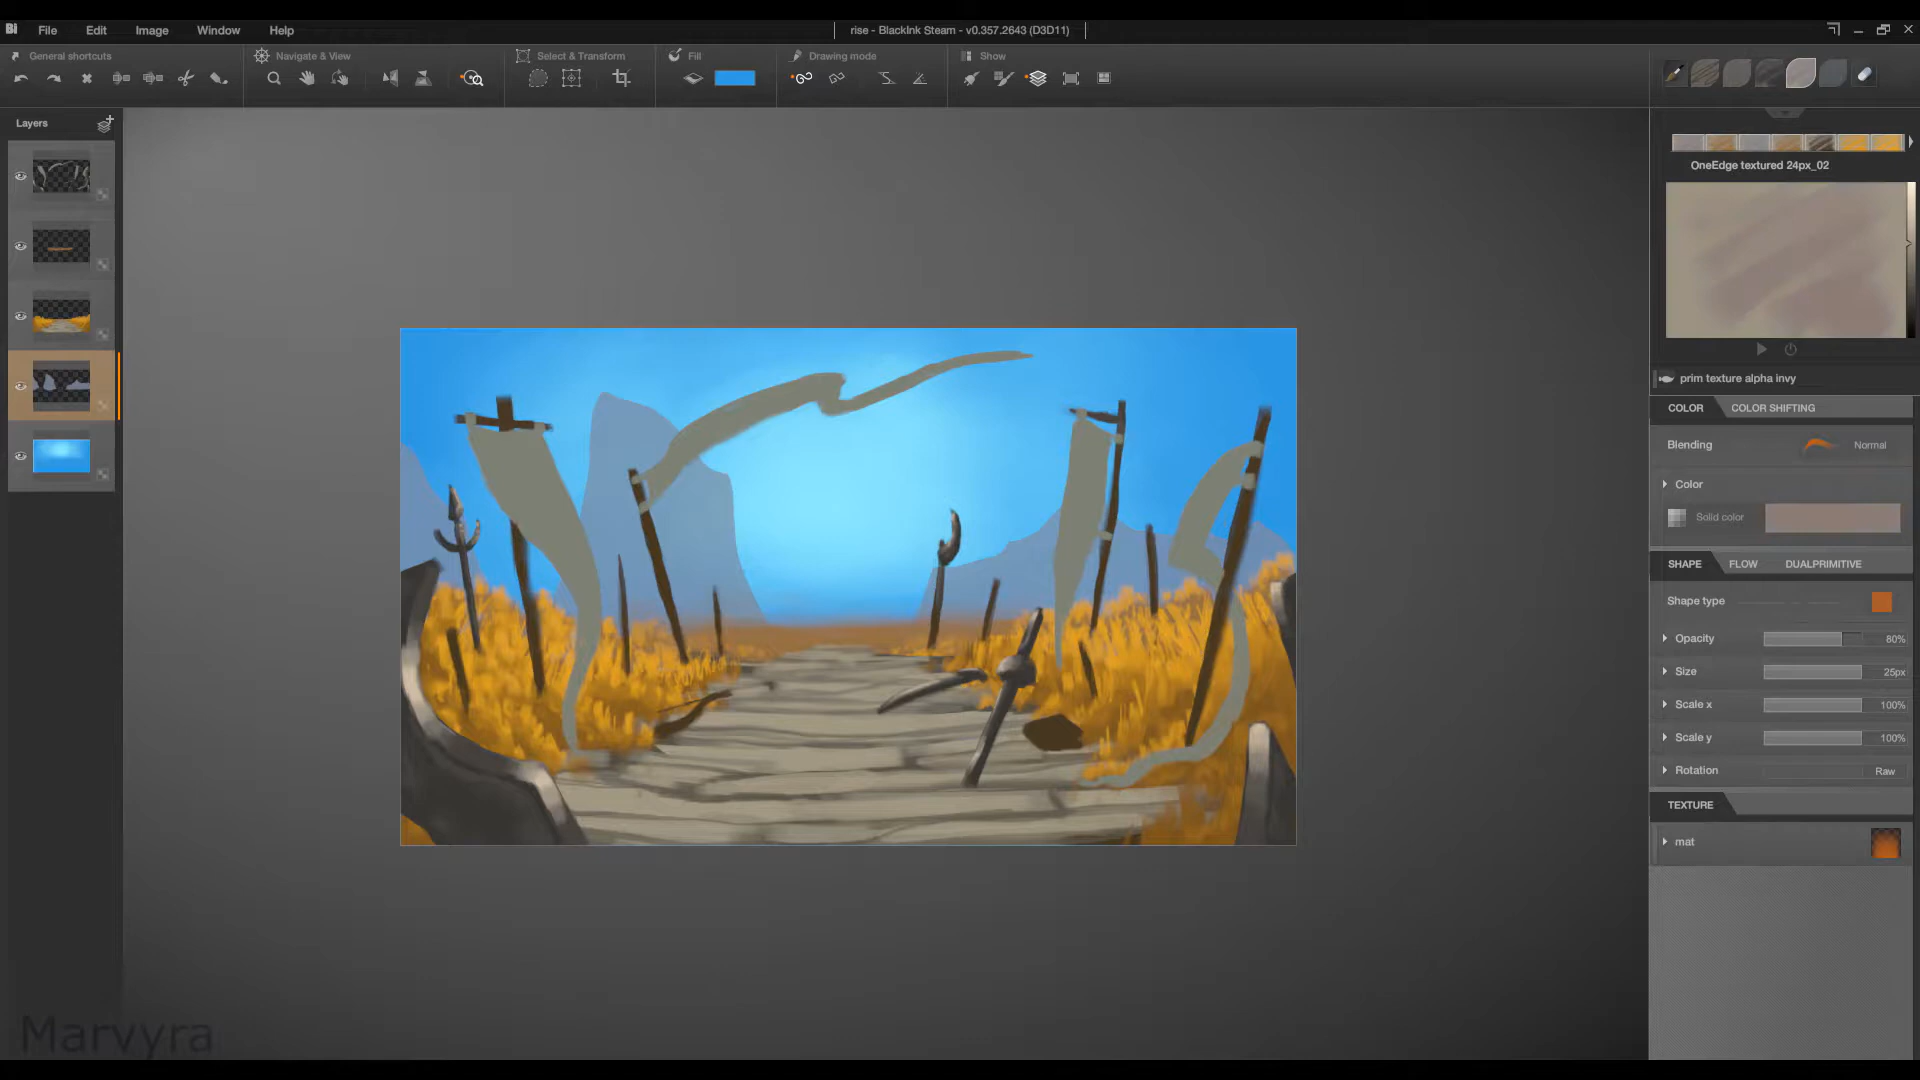 Bi File Edit Image Window Help rise - BlackInk Steam - v0.357.2643 (D3D11)
General shortcuts Navigate & View Select & Transform Fill Drawing mode Show
Layers
OneEdge textured 24px_02
prim texture alpha invy
COLOR COLOR SHIFTING
Blending Normal
Color
Solid color
SHAPE FLOW DUALPRIMITIVE
Shape type
Opacity 80%
Size 25px
Scale x 100%
Scale y 100%
Rotation Raw
TEXTURE
mat
Marvyra